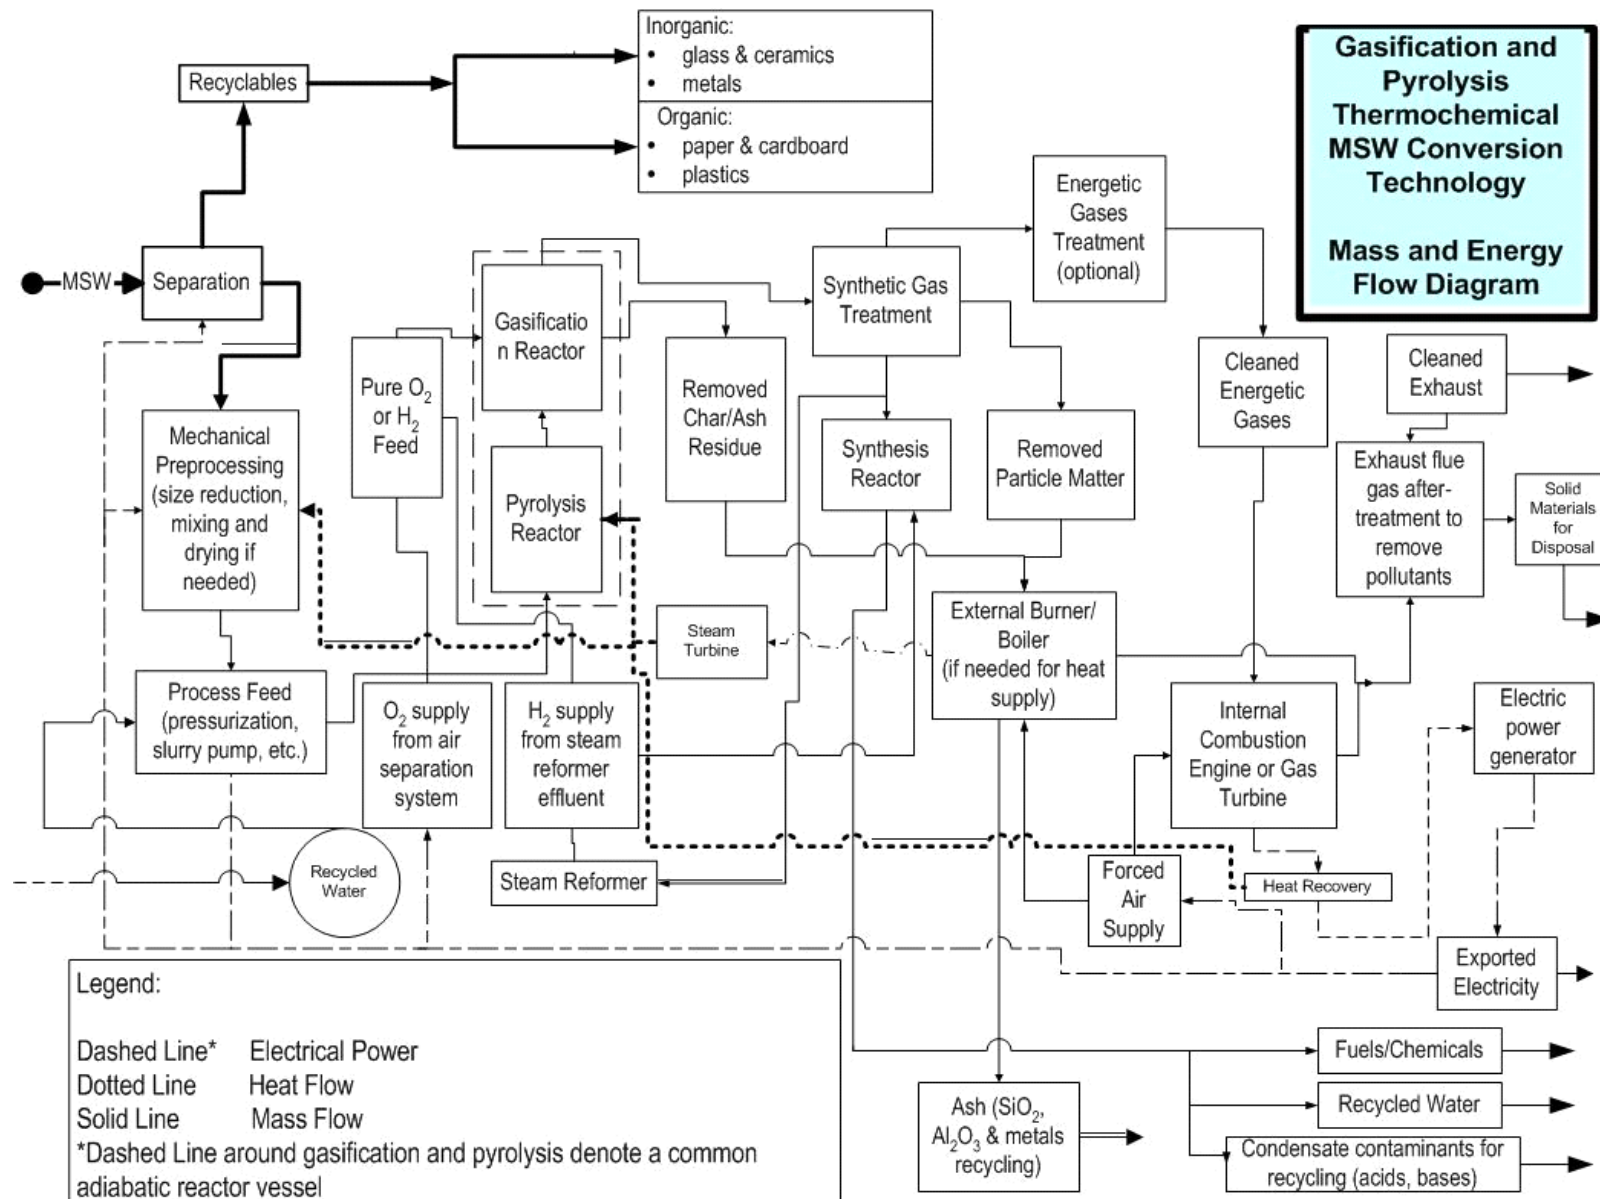 Inorganic:
• glass & ceramics
• metals
Organic:
• paper & cardboard
• plastics
Recyclables
Gasification and
Pyrolysis
Thermochemical
MSW Conversion
Technology
Mass and Energy
Flow Diagram
MSW
Separation
Energetic
Gases
Treatment
(optional)
Synthetic Gas
Treatment
Gasificatio
n Reactor
Pure O2
or H2
Feed
Removed
Char/Ash
Residue
Cleaned
Energetic
Gases
Cleaned
Exhaust
Mechanical
Preprocessing
(size reduction,
mixing and
drying if
needed)
Pyrolysis
Reactor
Synthesis
Reactor
Removed
Particle Matter
Exhaust flue
gas after-
treatment to
remove
pollutants
Solid
Materials
for
Disposal
Steam
Turbine
External Burner/
Boiler
(if needed for heat
supply)
Process Feed
(pressurization,
slurry pump, etc.)
O2 supply
from air
separation
system
H2 supply
from steam
reformer
effluent
Internal
Combustion
Engine or Gas
Turbine
Electric
power
generator
Recycled
Water
Steam Reformer
Forced
Air
Supply
Heat Recovery
Exported
Electricity
Legend:
Dashed Line* Electrical Power
Dotted Line Heat Flow
Solid Line Mass Flow
*Dashed Line around gasification and pyrolysis denote a common
adiabatic reactor vessel
Ash (SiO2,
Al2O3 & metals
recycling)
Fuels/Chemicals
Recycled Water
Condensate contaminants for
recycling (acids, bases)